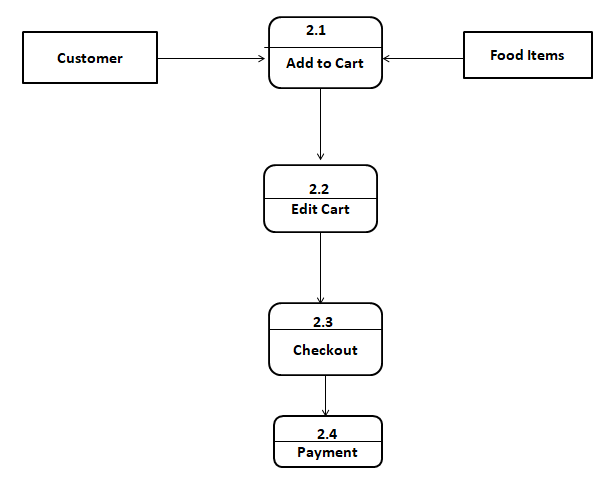 2.1
Customer
Add to Cart
Food Items
2.2
Edit Cart
2.3
Checkout
2.4
Payment